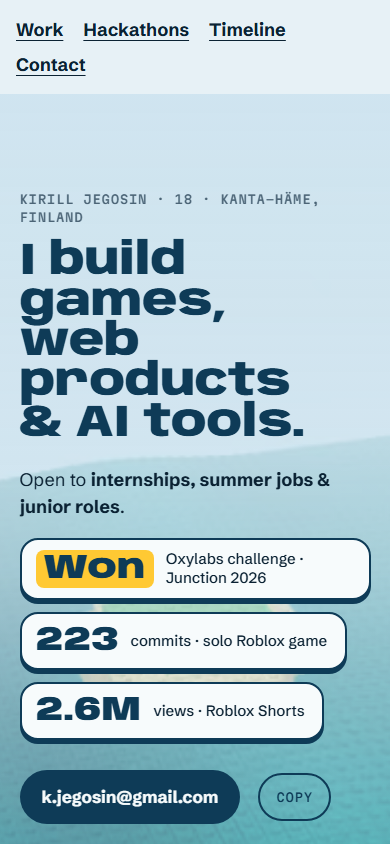 Work Hackathons Timeline
Contact
KIRILL JEGOSIN · 18 · KANTA-HÄME,
FINLAND
I build
games,
web
products
& AI tools.
Open to internships, summer jobs &
junior roles.
Won Oxylabs challenge ·
Junction 2026
223 commits · solo Roblox game
2.6M views · Roblox Shorts
k.jegosin@gmail.com COPY